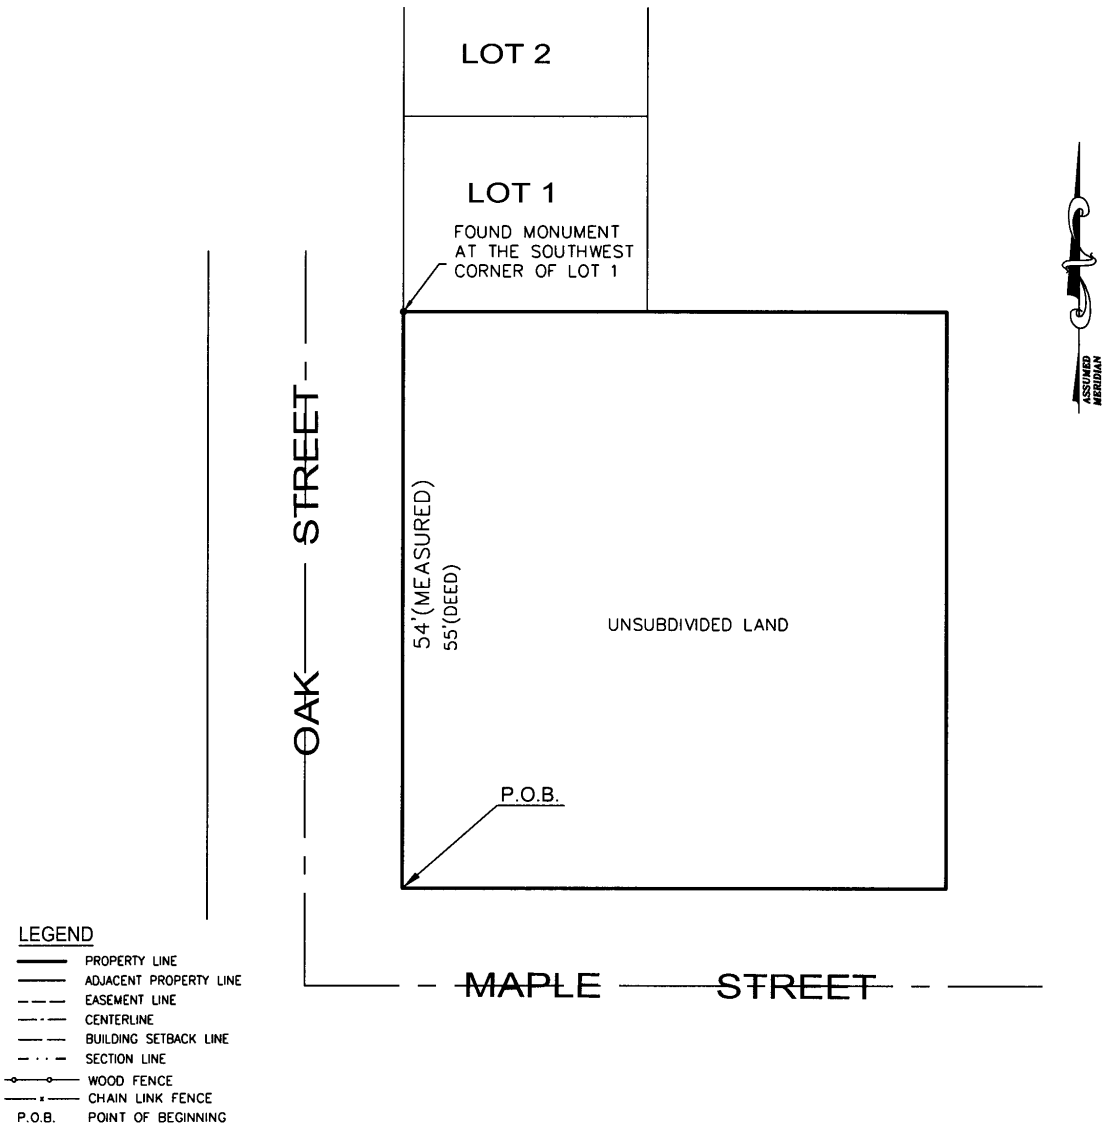 LOT 2
LOT 1
FOUND MONUMENT
AT THE SOUTHWEST
CORNER OF LOT 1
ASSUMED
MERIDIAN
OAK STREET
54'(MEASURED)
55'(DEED)
UNSUBDIVIDED LAND
P.O.B.
MAPLE STREET
LEGEND
PROPERTY LINE
ADJACENT PROPERTY LINE
EASEMENT LINE
CENTERLINE
BUILDING SETBACK LINE
SECTION LINE
WOOD FENCE
CHAIN LINK FENCE
P.O.B. POINT OF BEGINNING